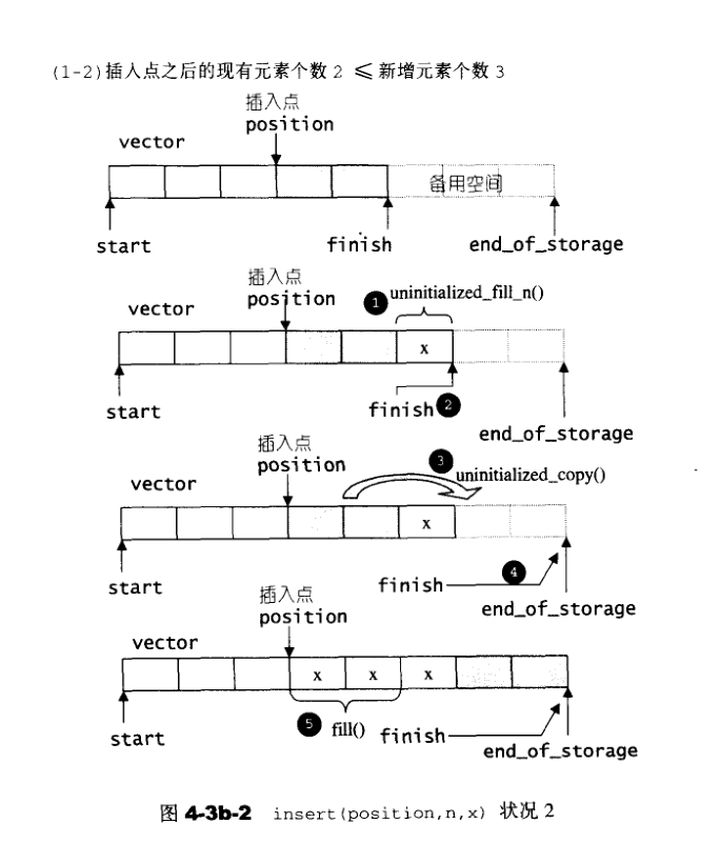 (1-2)插入点之后的现有元素个数 2 ≤ 新增元素个数 3
插入点
position
vector
备用空间
start
finish
end_of_storage
插入点
position
vector
1 uninitialized_fill_n()
x
start
finish 2
end_of_storage
插入点
position
vector
3 uninitialized_copy()
x
start
finish
4
end_of_storage
插入点
position
vector
x x x
start
5 fill()
finish
end_of_storage
图 4-3b-2 insert(position,n,x) 状况 2